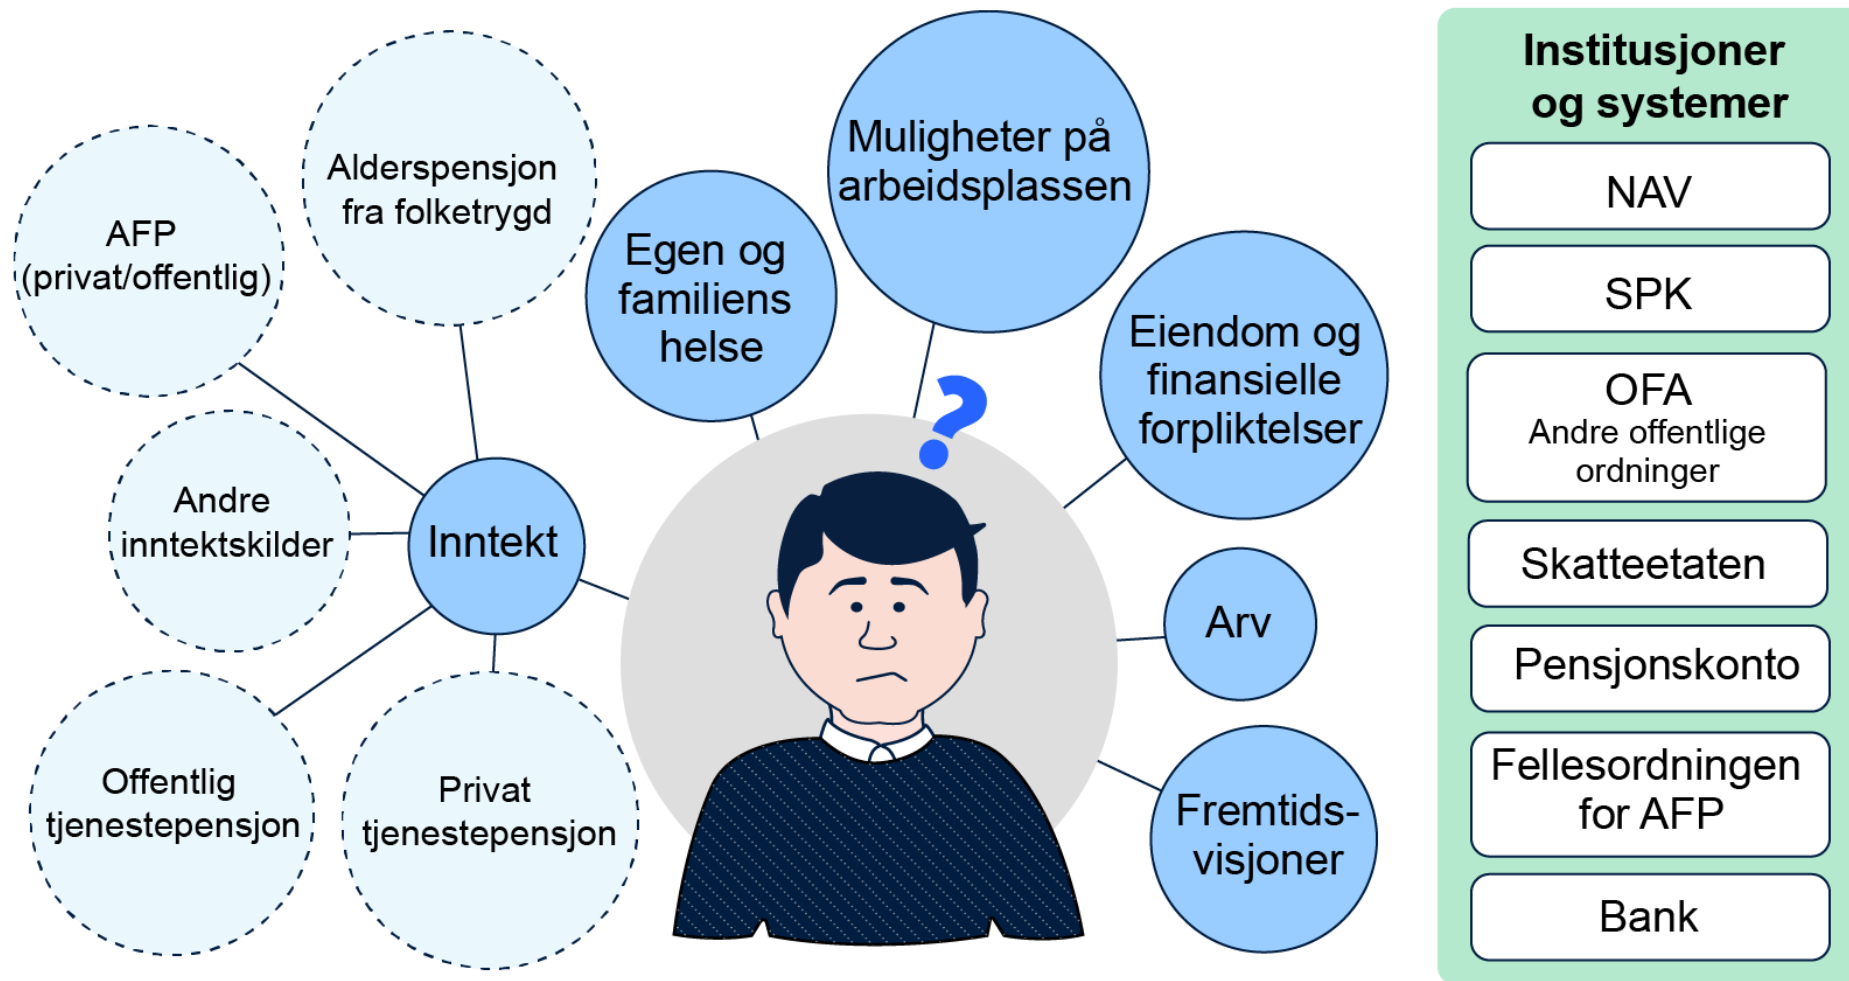 AFP
(privat/offentlig)
Alderspensjon
fra folketrygd
Andre
inntektskilder
Offentlig
tjenestepensjon
Privat
tjenestepensjon
Inntekt
Egen og
familiens
helse
Muligheter på
arbeidsplassen
Eiendom og
finansielle
forpliktelser
Arv
Fremtids-
visjoner
?
Institusjoner
og systemer
NAV
SPK
OFA
Andre offentlige
ordninger
Skatteetaten
Pensjonskonto
Fellesordningen
for AFP
Bank